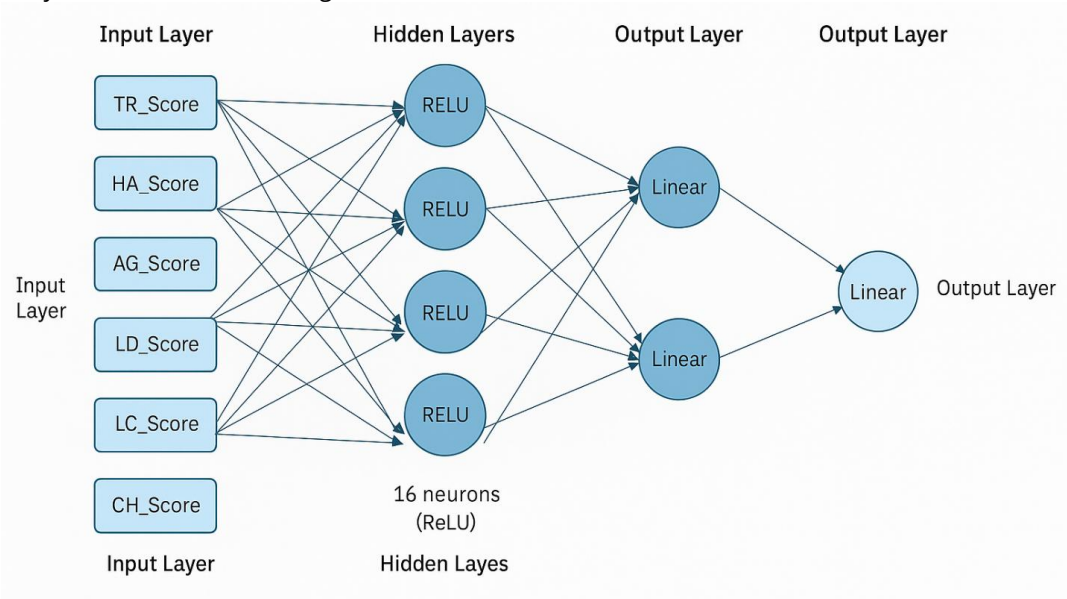 Input Layer
Hidden Layers
Output Layer
Output Layer
TR_Score
HA_Score
AG_Score
LD_Score
LC_Score
CH_Score
Input
Layer
RELU
RELU
RELU
RELU
Linear
Linear
Linear
Output Layer
16 neurons
(ReLU)
Input Layer
Hidden Layes